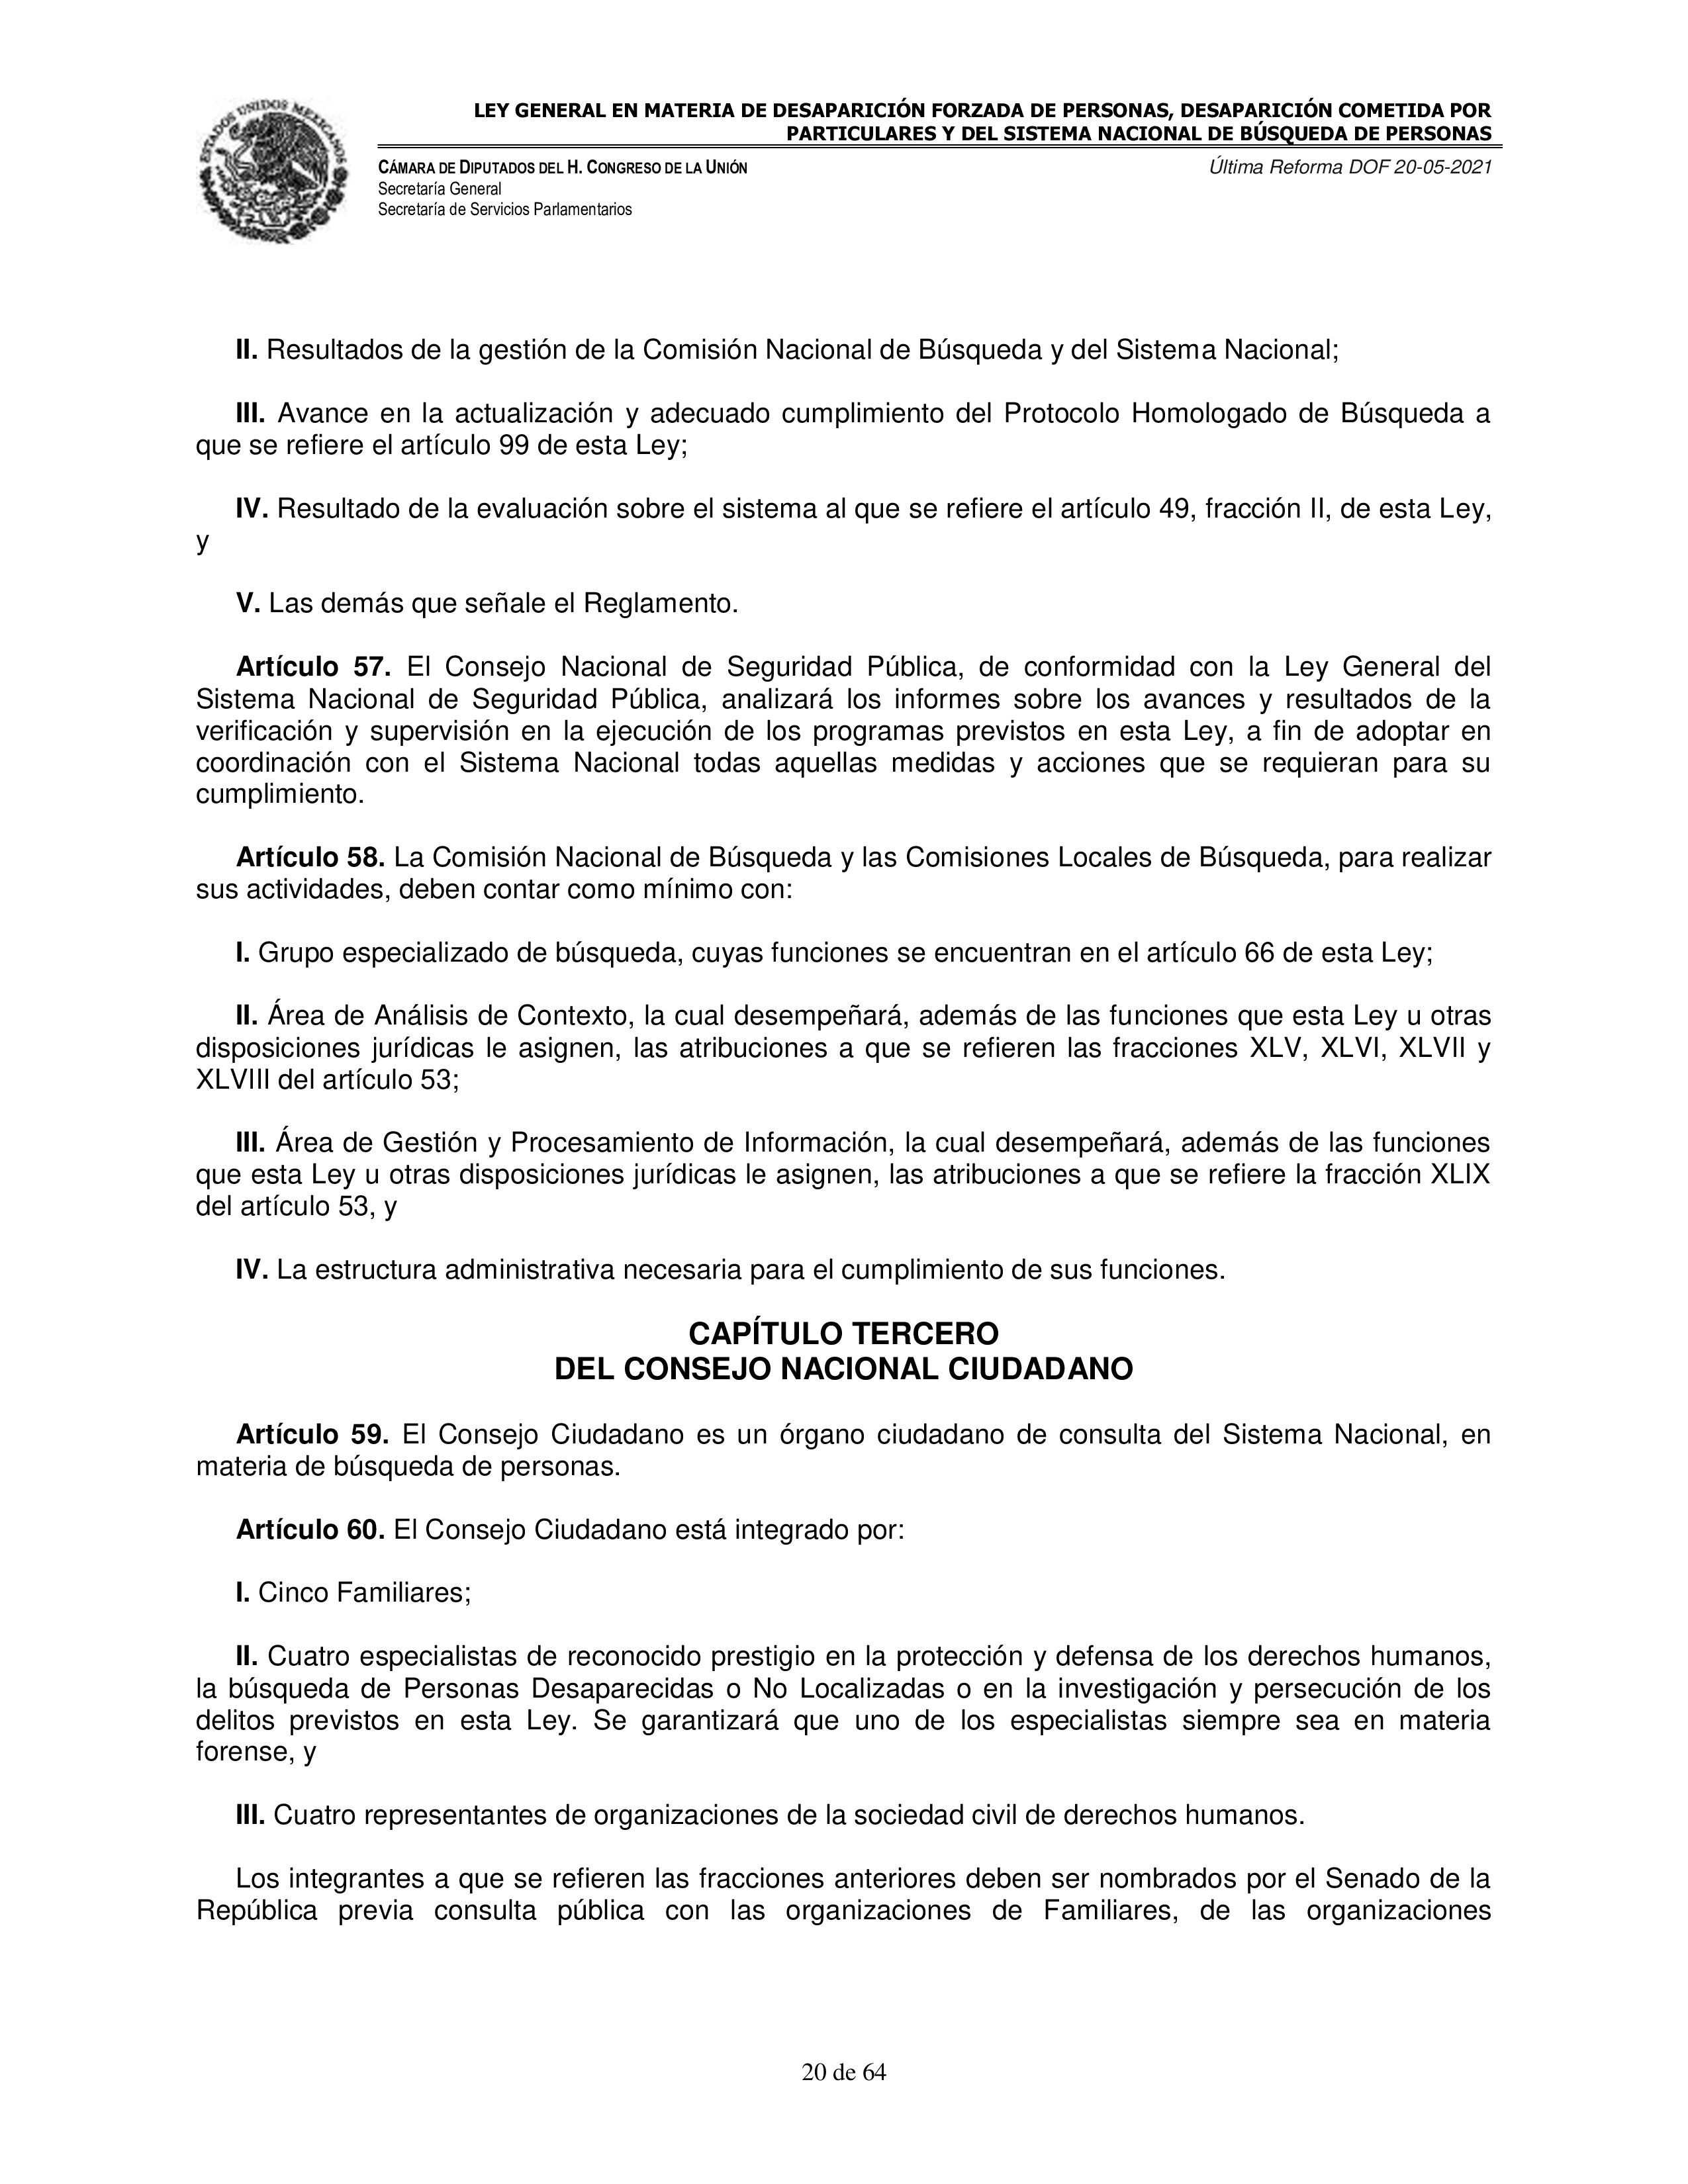 ESTADOS UNIDOS MEXICANOS
LEY GENERAL EN MATERIA DE DESAPARICIÓN FORZADA DE PERSONAS, DESAPARICIÓN COMETIDA POR
PARTICULARES Y DEL SISTEMA NACIONAL DE BÚSQUEDA DE PERSONAS
CÁMARA DE DIPUTADOS DEL H. CONGRESO DE LA UNIÓN
Última Reforma DOF 20-05-2021
Secretaría General
Secretaría de Servicios Parlamentarios
II. Resultados de la gestión de la Comisión Nacional de Búsqueda y del Sistema Nacional;
III. Avance en la actualización y adecuado cumplimiento del Protocolo Homologado de Búsqueda a
que se refiere el artículo 99 de esta Ley;
IV. Resultado de la evaluación sobre el sistema al que se refiere el artículo 49, fracción II, de esta Ley,
y
V. Las demás que señale el Reglamento.
Artículo 57. El Consejo Nacional de Seguridad Pública, de conformidad con la Ley General del
Sistema Nacional de Seguridad Pública, analizará los informes sobre los avances y resultados de la
verificación y supervisión en la ejecución de los programas previstos en esta Ley, a fin de adoptar en
coordinación con el Sistema Nacional todas aquellas medidas y acciones que se requieran para su
cumplimiento.
Artículo 58. La Comisión Nacional de Búsqueda y las Comisiones Locales de Búsqueda, para realizar
sus actividades, deben contar como mínimo con:
I. Grupo especializado de búsqueda, cuyas funciones se encuentran en el artículo 66 de esta Ley;
II. Área de Análisis de Contexto, la cual desempeñará, además de las funciones que esta Ley u otras
disposiciones jurídicas le asignen, las atribuciones a que se refieren las fracciones XLV, XLVI, XLVII y
XLVIII del artículo 53;
III. Área de Gestión y Procesamiento de Información, la cual desempeñará, además de las funciones
que esta Ley u otras disposiciones jurídicas le asignen, las atribuciones a que se refiere la fracción XLIX
del artículo 53, y
IV. La estructura administrativa necesaria para el cumplimiento de sus funciones.
CAPÍTULO TERCERO
DEL CONSEJO NACIONAL CIUDADANO
Artículo 59. El Consejo Ciudadano es un órgano ciudadano de consulta del Sistema Nacional, en
materia de búsqueda de personas.
Artículo 60. El Consejo Ciudadano está integrado por:
I. Cinco Familiares;
II. Cuatro especialistas de reconocido prestigio en la protección y defensa de los derechos humanos,
la búsqueda de Personas Desaparecidas o No Localizadas o en la investigación y persecución de los
delitos previstos en esta Ley. Se garantizará que uno de los especialistas siempre sea en materia
forense, y
III. Cuatro representantes de organizaciones de la sociedad civil de derechos humanos.
Los integrantes a que se refieren las fracciones anteriores deben ser nombrados por el Senado de la
República previa consulta pública con las organizaciones de Familiares, de las organizaciones
20 de 64